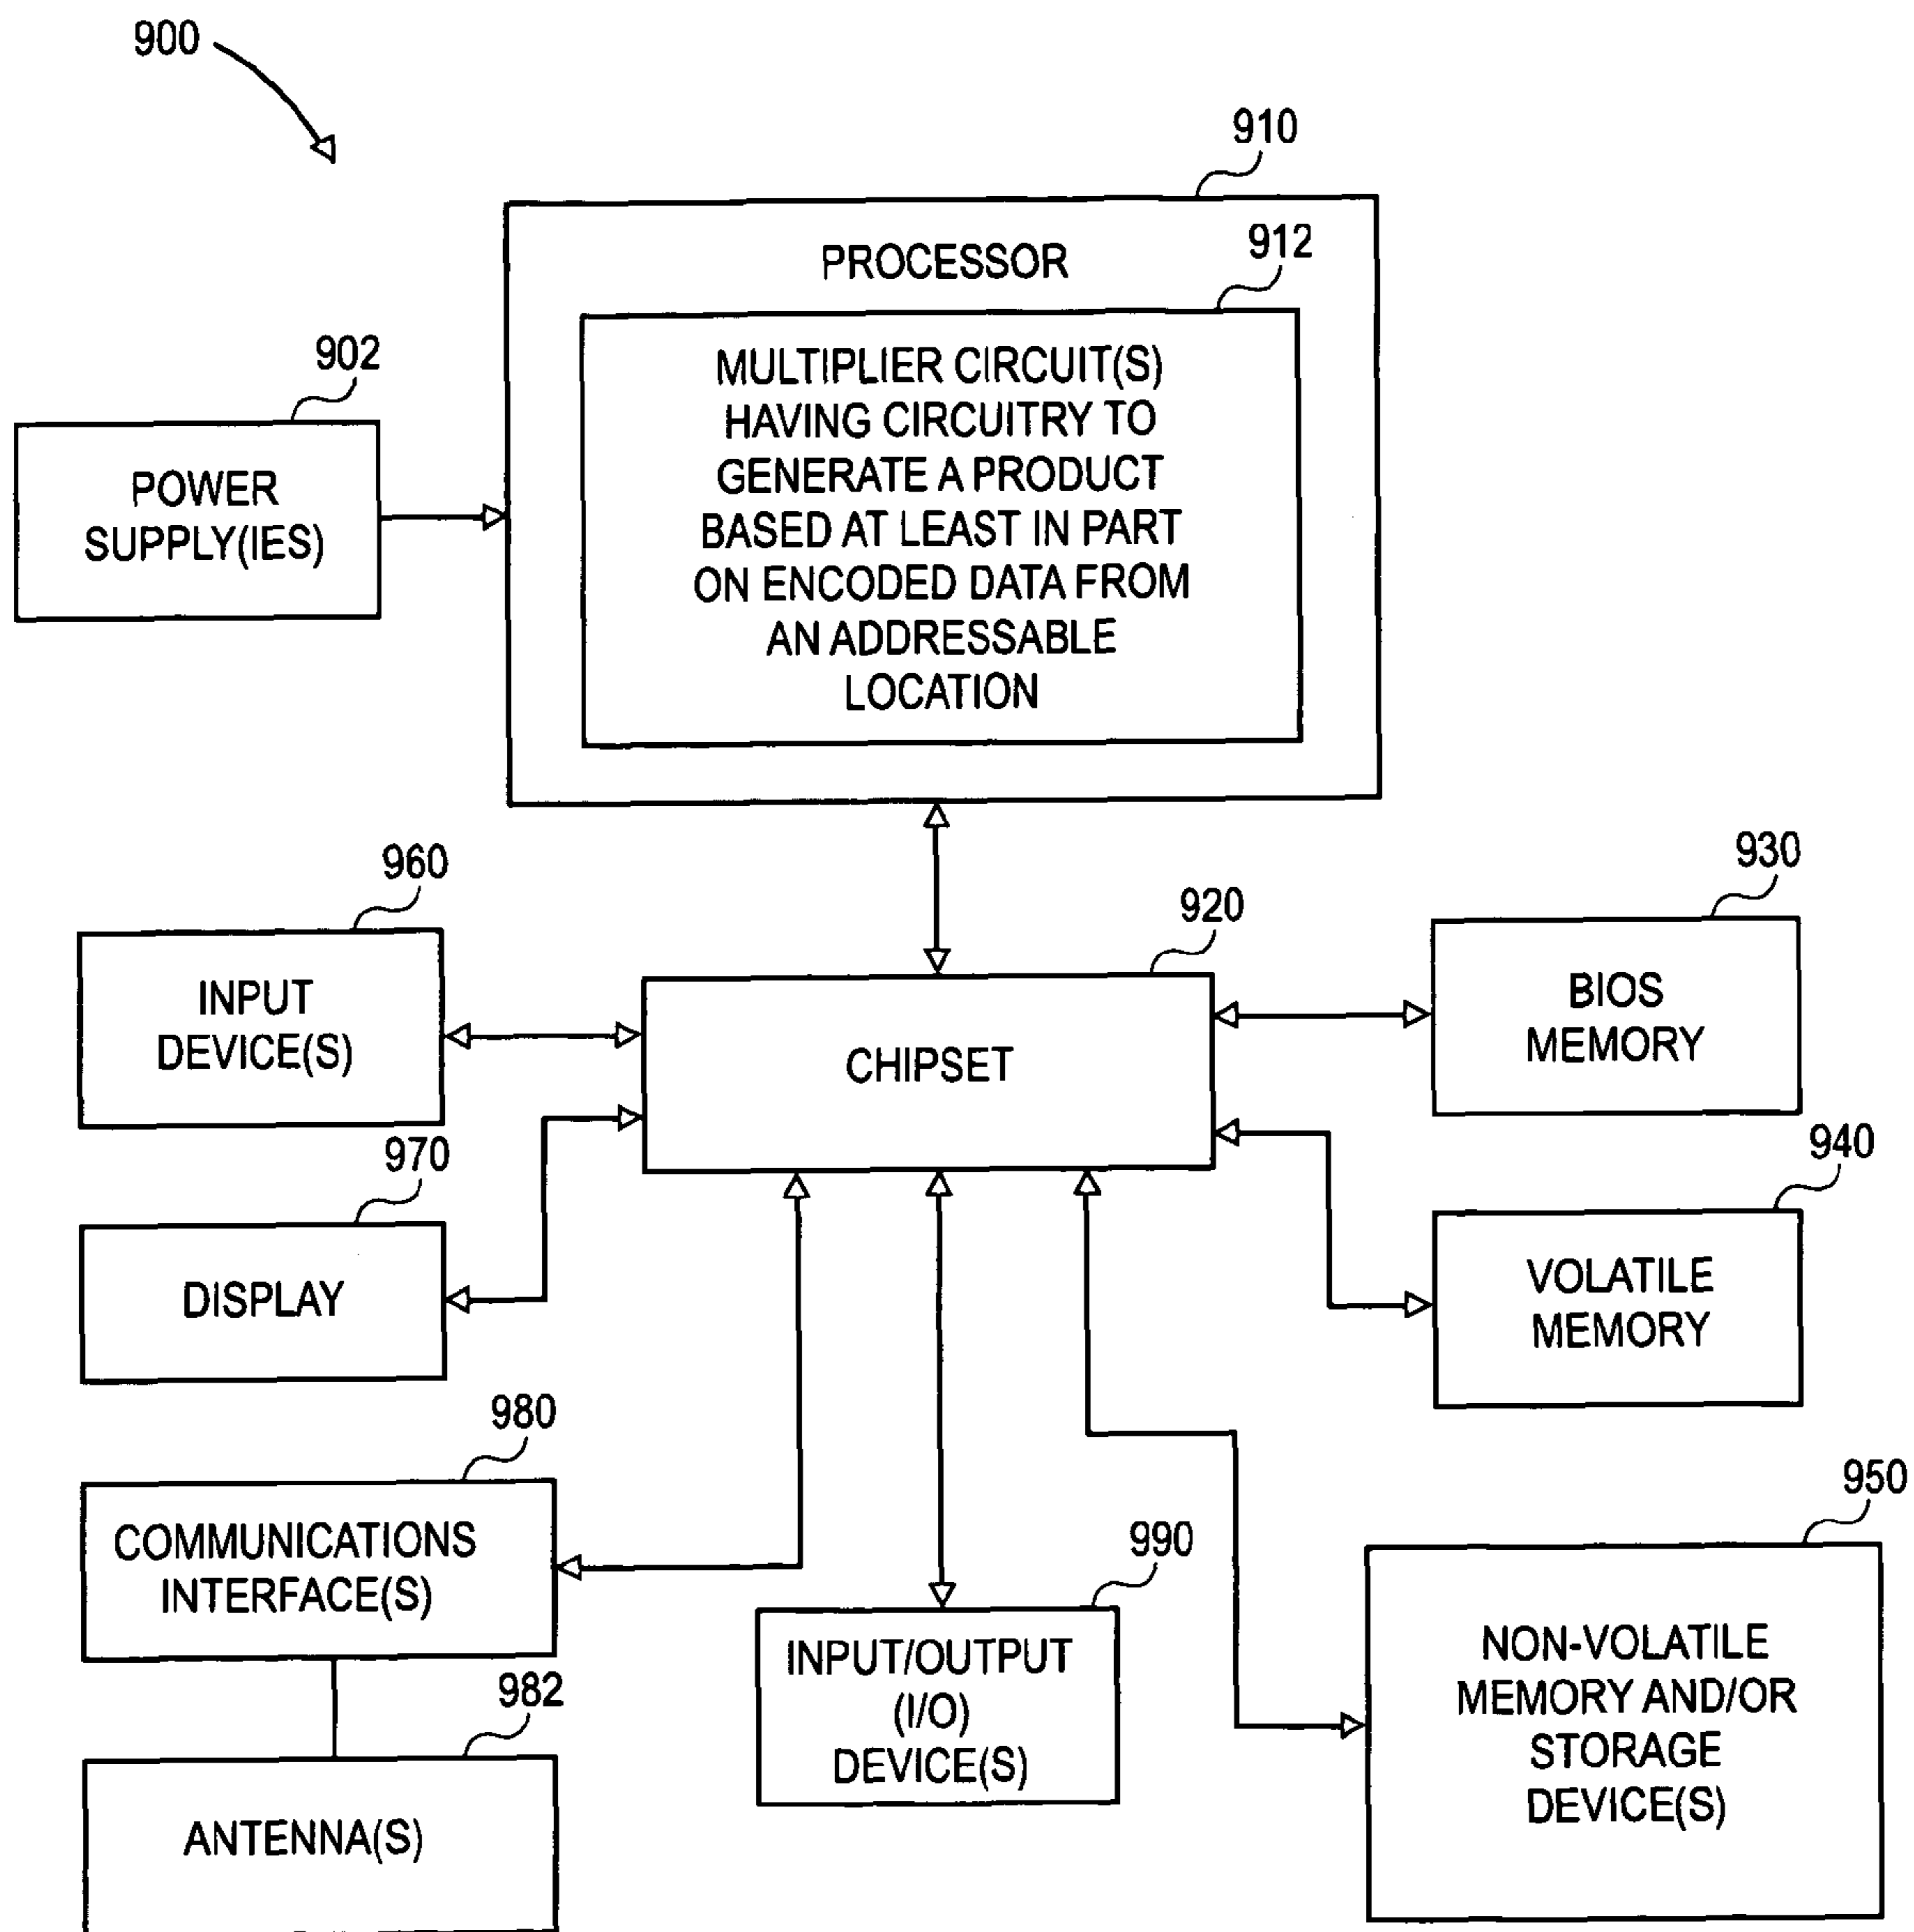 900
910
PROCESSOR
912
MULTIPLIER CIRCUIT(S)
HAVING CIRCUITRY TO
GENERATE A PRODUCT
BASED AT LEAST IN PART
ON ENCODED DATA FROM
AN ADDRESSABLE
LOCATION
902
POWER
SUPPLY(IES)
960
INPUT
DEVICE(S)
920
CHIPSET
930
BIOS
MEMORY
970
DISPLAY
940
VOLATILE
MEMORY
980
COMMUNICATIONS
INTERFACE(S)
982
ANTENNA(S)
990
INPUT/OUTPUT
(I/O)
DEVICE(S)
950
NON-VOLATILE
MEMORY AND/OR
STORAGE
DEVICE(S)